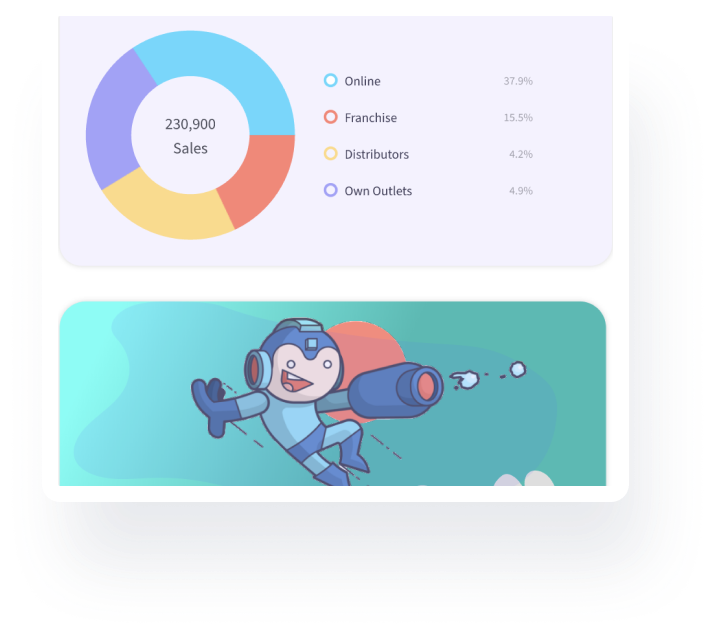 230,900
Sales
Online 37.9%
Franchise 15.5%
Distributors 4.2%
Own Outlets 4.9%